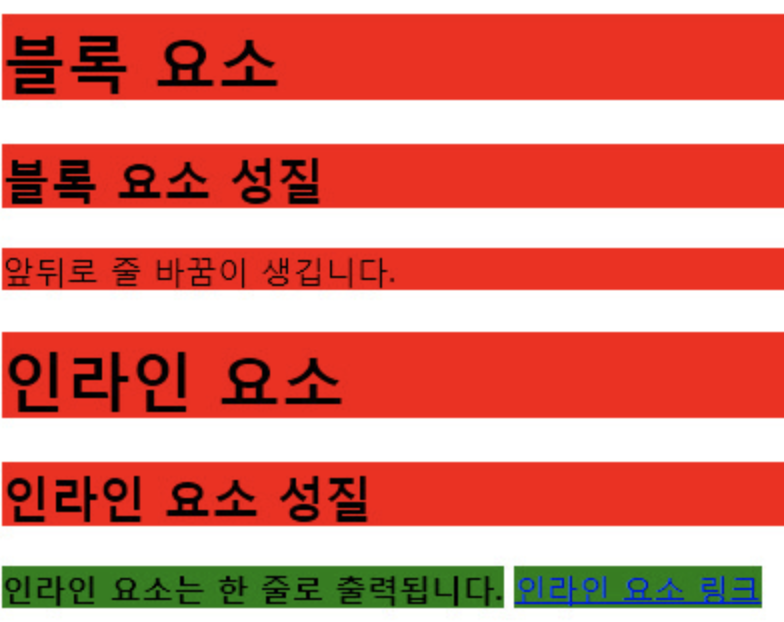 블록 요소
블록 요소 성질
앞뒤로 줄 바꿈이 생깁니다.
인라인 요소
인라인 요소 성질
인라인 요소는 한 줄로 출력됩니다. 인라인 요소 링크